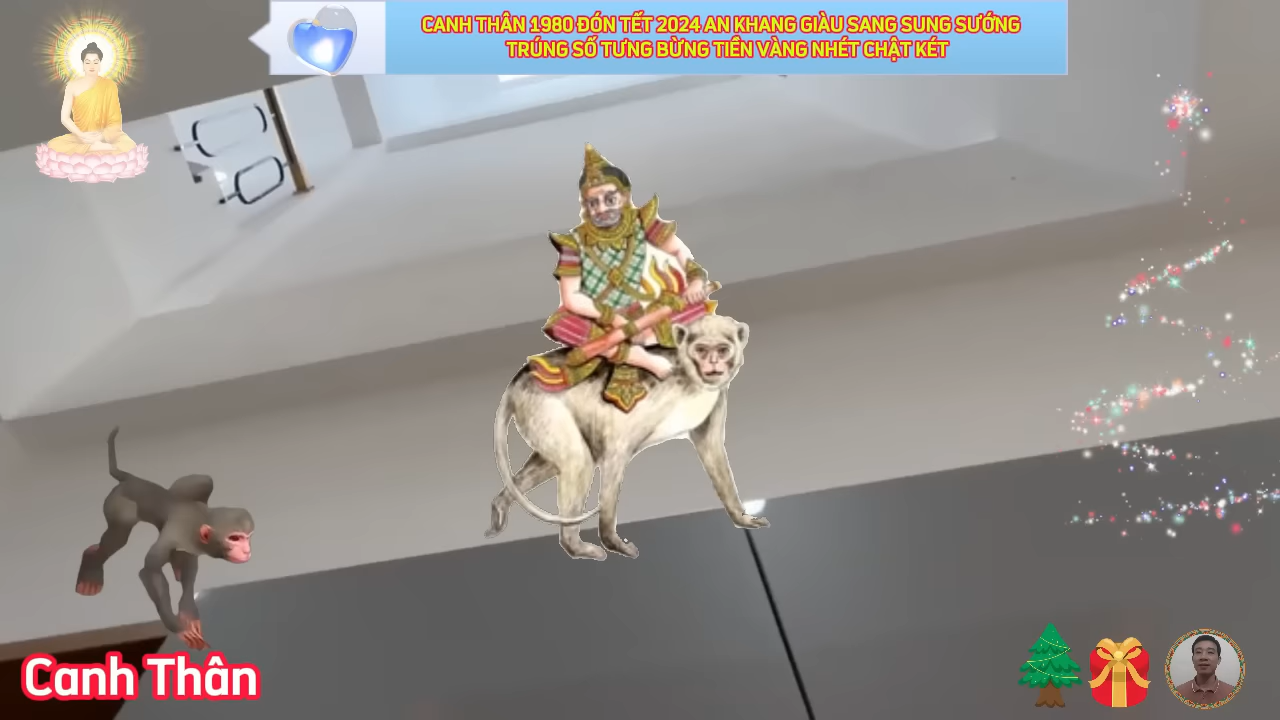 CANH THÂN 1980 ĐÓN TẾT 2024 AN KHANG GIÀU SANG SUNG SƯỚNG
TRÚNG SỐ TƯNG BỪNG TIỀN VÀNG NHÉT CHẬT KÉT
Canh Thân